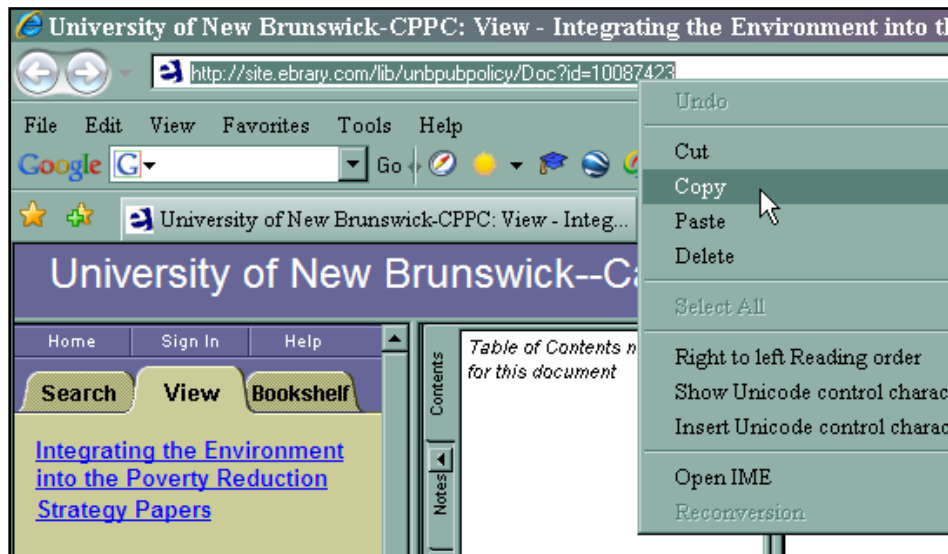 University of New Brunswick-CPPC: View - Integrating the Environment into th
http://site.ebrary.com/lib/unbpubpolicy/Doc?id=10087423
File Edit View Favorites Tools Help
Google G Go
University of New Brunswick-CPPC: View - Integ...
University of New Brunswick--Ca
Home Sign In Help
Search View Bookshelf
Integrating the Environment
into the Poverty Reduction
Strategy Papers
Contents
Notes
Table of Contents n
for this document
Undo
Cut
Copy
Paste
Delete
Select All
Right to left Reading order
Show Unicode control charac
Insert Unicode control charac
Open IME
Reconversion